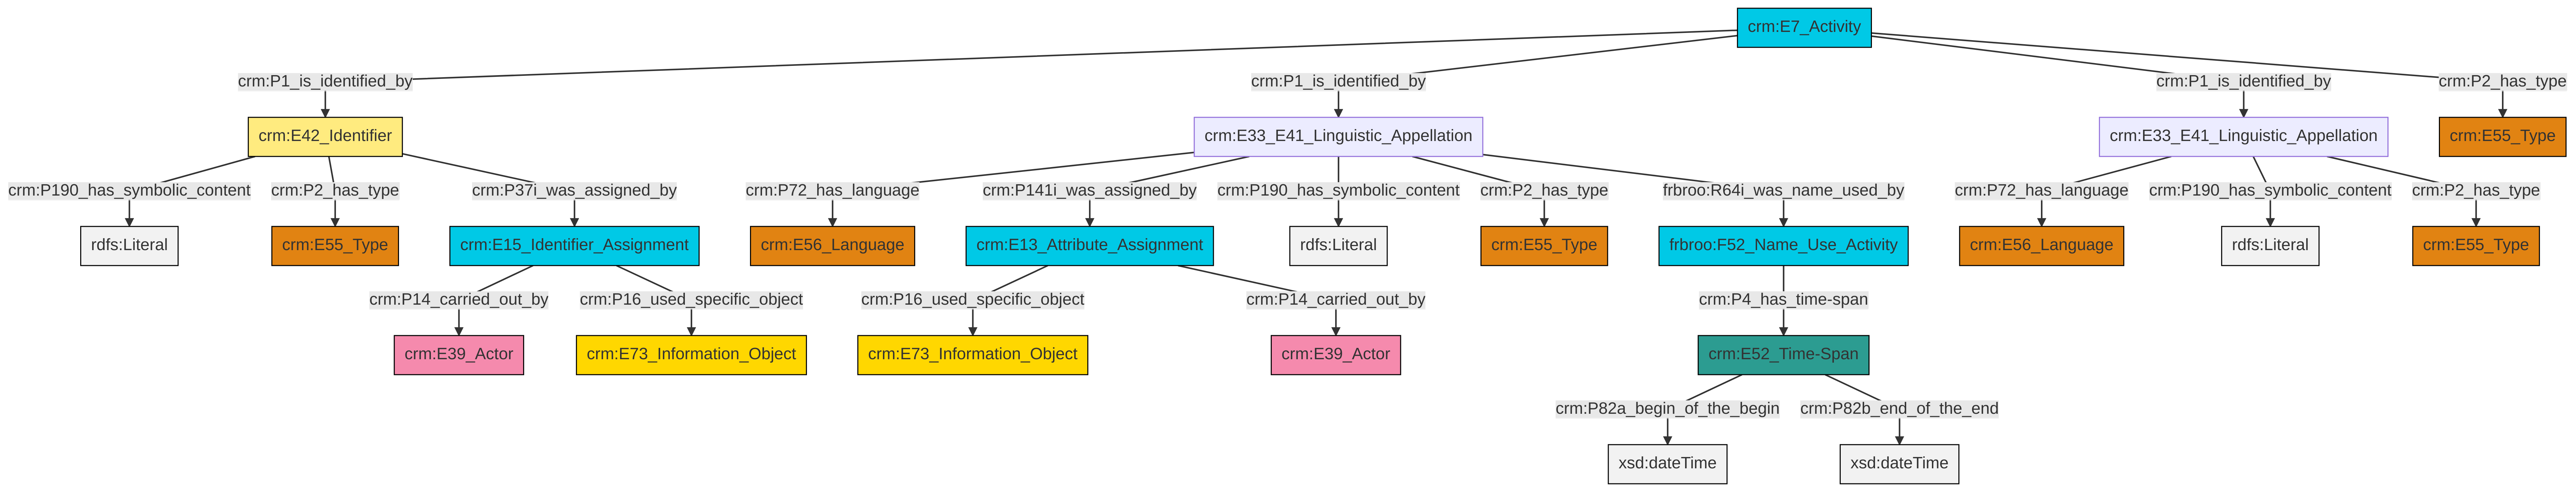 crm:E7_Activity
crm:P1_is_identified_by
crm:P1_is_identified_by
crm:P1_is_identified_by
crm:P2_has_type
crm:E42_Identifier
crm:E33_E41_Linguistic_Appellation
crm:E33_E41_Linguistic_Appellation
crm:E55_Type
crm:P190_has_symbolic_content
crm:P2_has_type
crm:P37i_was_assigned_by
crm:P72_has_language
crm:P141i_was_assigned_by
crm:P190_has_symbolic_content
crm:P2_has_type
frbroo:R64i_was_name_used_by
crm:P72_has_language
crm:P190_has_symbolic_content
crm:P2_has_type
rdfs:Literal
crm:E55_Type
crm:E15_Identifier_Assignment
crm:E56_Language
crm:E13_Attribute_Assignment
rdfs:Literal
crm:E55_Type
frbroo:F52_Name_Use_Activity
crm:E56_Language
rdfs:Literal
crm:E55_Type
crm:P14_carried_out_by
crm:P16_used_specific_object
crm:P16_used_specific_object
crm:P14_carried_out_by
crm:P4_has_time-span
crm:E39_Actor
crm:E73_Information_Object
crm:E73_Information_Object
crm:E39_Actor
crm:E52_Time-Span
crm:P82a_begin_of_the_begin
crm:P82b_end_of_the_end
xsd:dateTime
xsd:dateTime